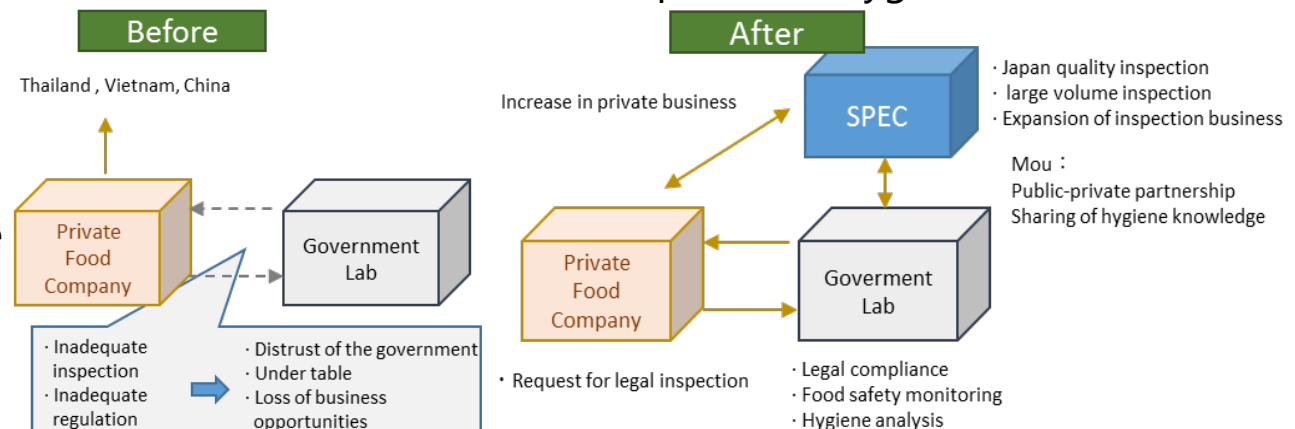 Before
Thailand , Vietnam, China
Private
Food
Company
Government
Lab
· Inadequate
inspection
· Inadequate
regulation
· Distrust of the government
· Under table
· Loss of business
opportunities
After
Increase in private business
SPEC
· Japan quality inspection
· large volume inspection
· Expansion of inspection business
Mou：
Public-private partnership
Sharing of hygiene knowledge
Private
Food
Company
Goverment
Lab
· Request for legal inspection
· Legal compliance
· Food safety monitoring
· Hygiene analysis